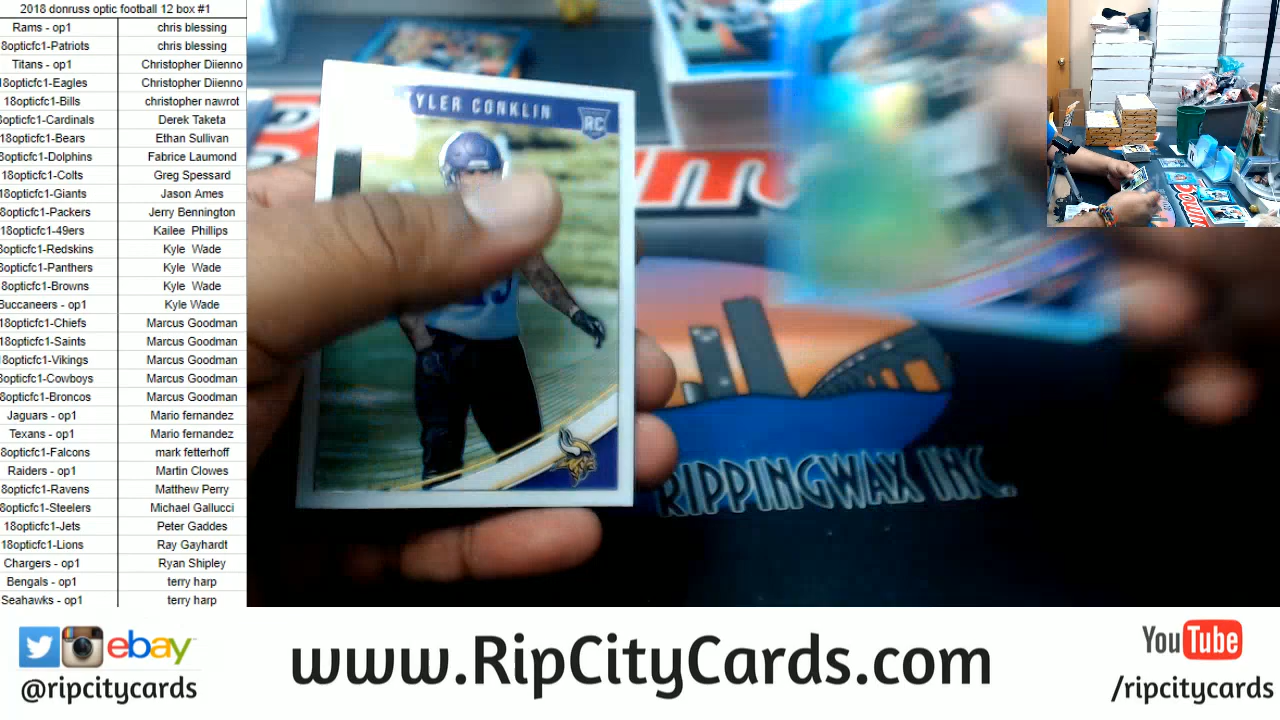 2018 donruss optic football 12 box #1
Rams - op1 chris blessing
8opticfc1-Patriots chris blessing
Titans - op1 Christopher Diienno
18opticfc1-Eagles Christopher Diienno
18opticfc1-Bills christopher nawrot
8opticfc1-Cardinals Derek Taketa
18opticfc1-Bears Ethan Sullivan
8opticfc1-Dolphins Fabrice Laumond
18opticfc1-Colts Greg Spessard
18opticfc1-Giants Jason Ames
8opticfc1-Packers Jerry Bennington
18opticfc1-49ers Kailee Phillips
8opticfc1-Redskins Kyle Wade
8opticfc1-Panthers Kyle Wade
8opticfc1-Browns Kyle Wade
Buccaneers - op1 Kyle Wade
18opticfc1-Chiefs Marcus Goodman
18opticfc1-Saints Marcus Goodman
18opticfc1-Vikings Marcus Goodman
8opticfc1-Cowboys Marcus Goodman
8opticfc1-Broncos Marcus Goodman
Jaguars - op1 Mario fernandez
Texans - op1 Mario fernandez
8opticfc1-Falcons mark fetterhoff
Raiders - op1 Martin Clowes
8opticfc1-Ravens Matthew Perry
8opticfc1-Steelers Michael Gallucci
18opticfc1-Jets Peter Gaddes
18opticfc1-Lions Ray Gayhardt
Chargers - op1 Ryan Shipley
Bengals - op1 terry harp
Seahawks - op1 terry harp
YLER CONKLIN
RC
RIPPINGWAX INC.
ebay
@ripcitycards
www.RipCityCards.com
YouTube
/ripcitycards